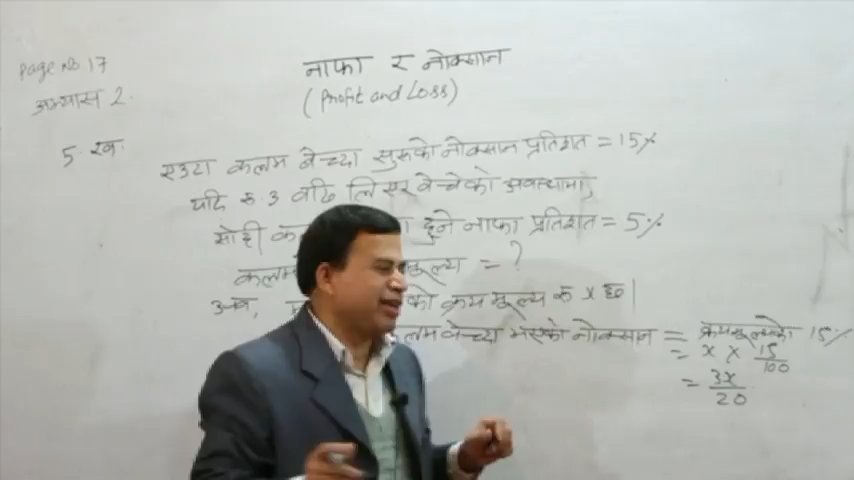 Page No 17
अभ्यास 2.
नाफा र नोक्सान
(Profit and Loss)
5. ख.
एउटा कलम बेच्दा सुरुको नोक्सान प्रतिशत = 15%
यदि रु 3 बढि लिएर बेचेको अवस्थामा,
सोही हुने नाफा प्रतिशत = 5%
मूल्य = ?
अब, को क्रय मूल्य रु x छ।
कलम बेच्दा भएको नोक्सान = क्रयमूल्यको 15%
= x × 15/100
= 3x/20